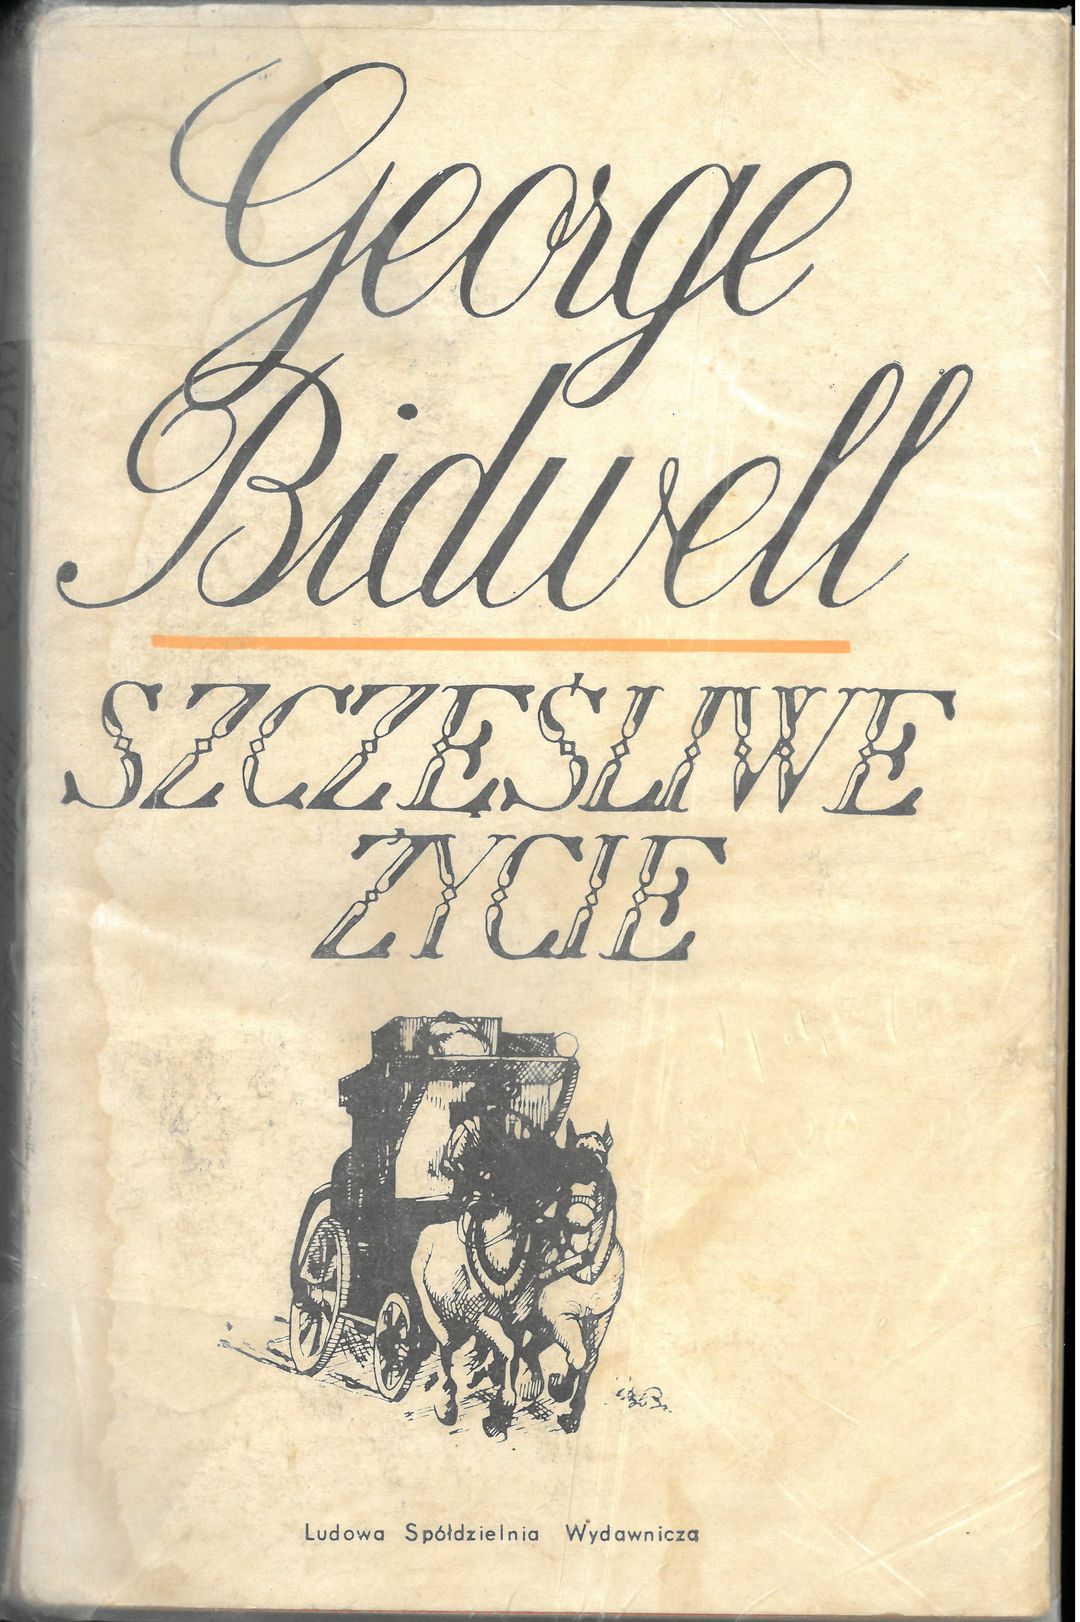 George
Bidwell
SZCZĘŚLIWE
ŻYCIE
Ludowa Spółdzielnia Wydawnicza